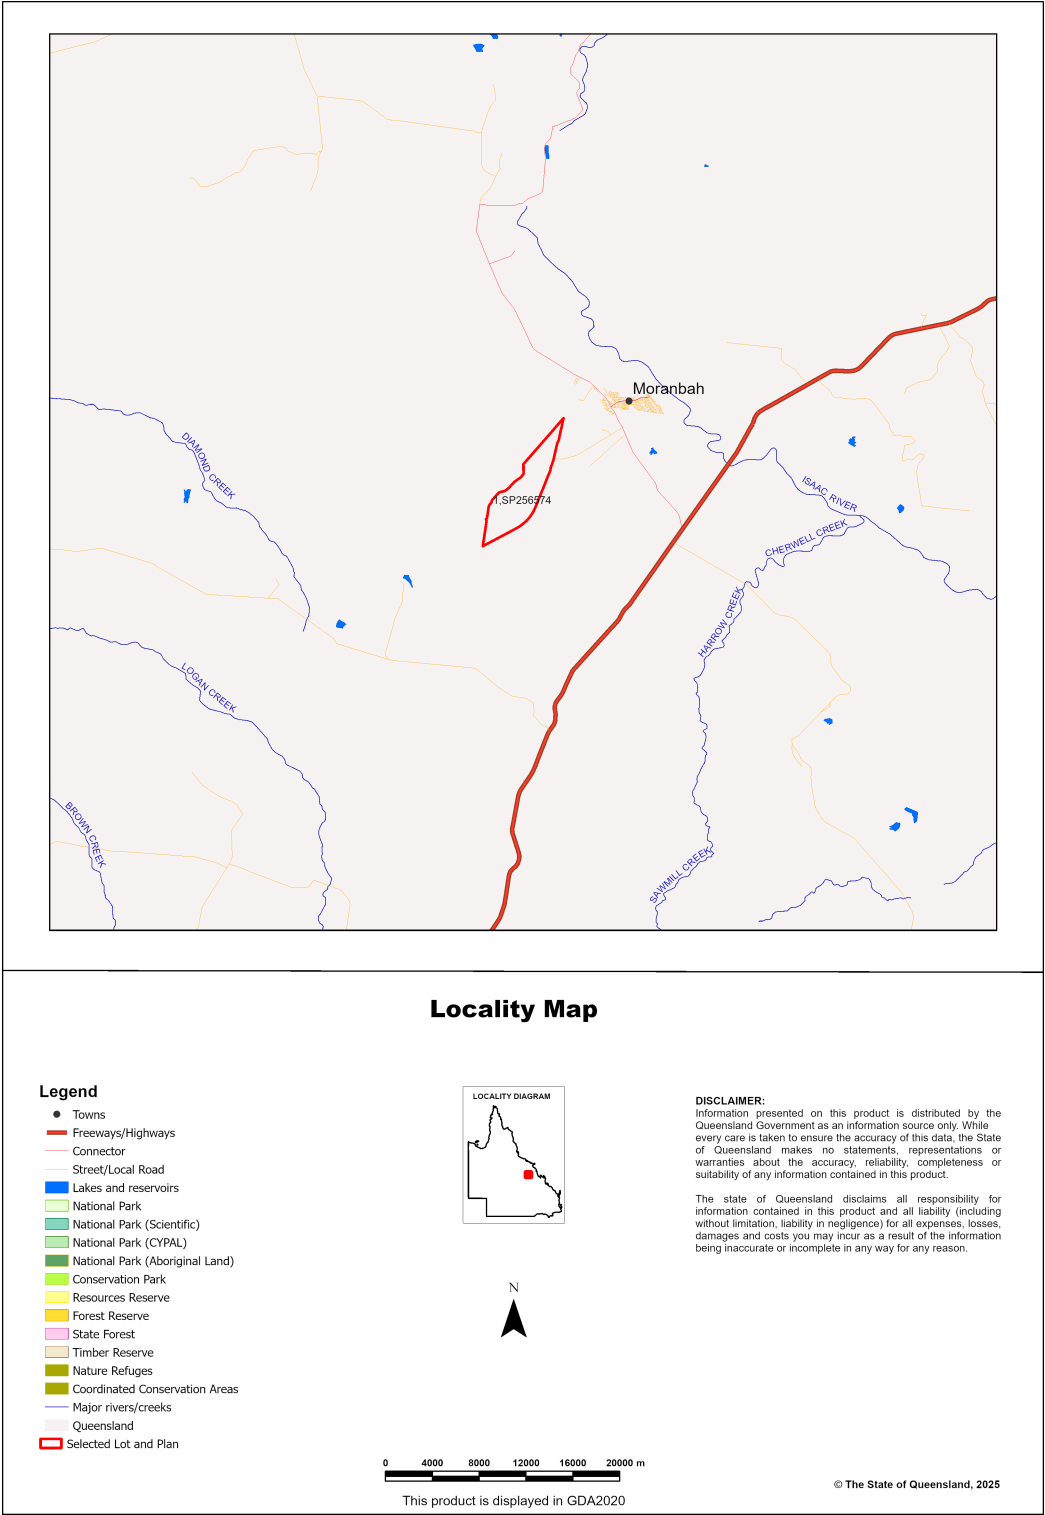 Moranbah
DIAMOND CREEK
1,SP256574
ISAAC RIVER
CHERWELL CREEK
HARROW CREEK
LOGAN CREEK
BROWN CREEK
SAWMILL CREEK
Locality Map
Legend
Towns
Freeways/Highways
Connector
Street/Local Road
Lakes and reservoirs
National Park
National Park (Scientific)
National Park (CYPAL)
National Park (Aboriginal Land)
Conservation Park
Resources Reserve
Forest Reserve
State Forest
Timber Reserve
Nature Refuges
Coordinated Conservation Areas
Major rivers/creeks
Queensland
Selected Lot and Plan
LOCALITY DIAGRAM
N
0 4000 8000 12000 16000 20000 m
This product is displayed in GDA2020
DISCLAIMER:
Information presented on this product is distributed by the
Queensland Government as an information source only. While
every care is taken to ensure the accuracy of this data, the State
of Queensland makes no statements, representations or
warranties about the accuracy, reliability, completeness or
suitability of any information contained in this product.
The state of Queensland disclaims all responsibility for
information contained in this product and all liability (including
without limitation, liability in negligence) for all expenses, losses,
damages and costs you may incur as a result of the information
being inaccurate or incomplete in any way for any reason.
© The State of Queensland, 2025